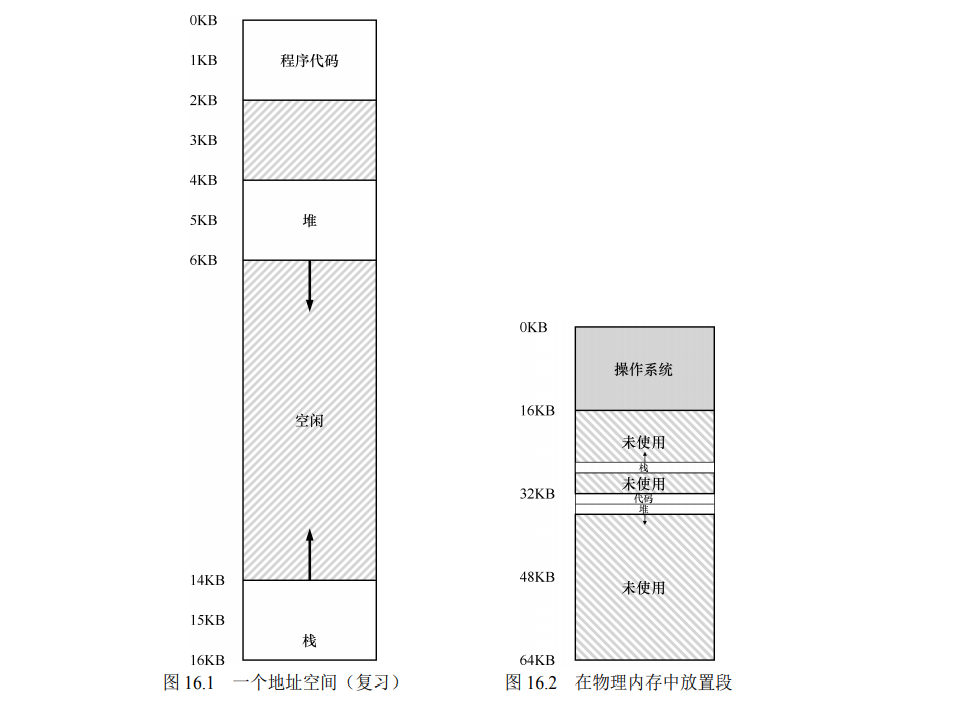 0KB
1KB
程序代码
2KB
3KB
4KB
5KB
堆
6KB
空闲
14KB
15KB
栈
16KB
图 16.1 一个地址空间（复习）
0KB
操作系统
16KB
未使用
栈
未使用
32KB
代码
堆
48KB
未使用
64KB
图 16.2 在物理内存中放置段